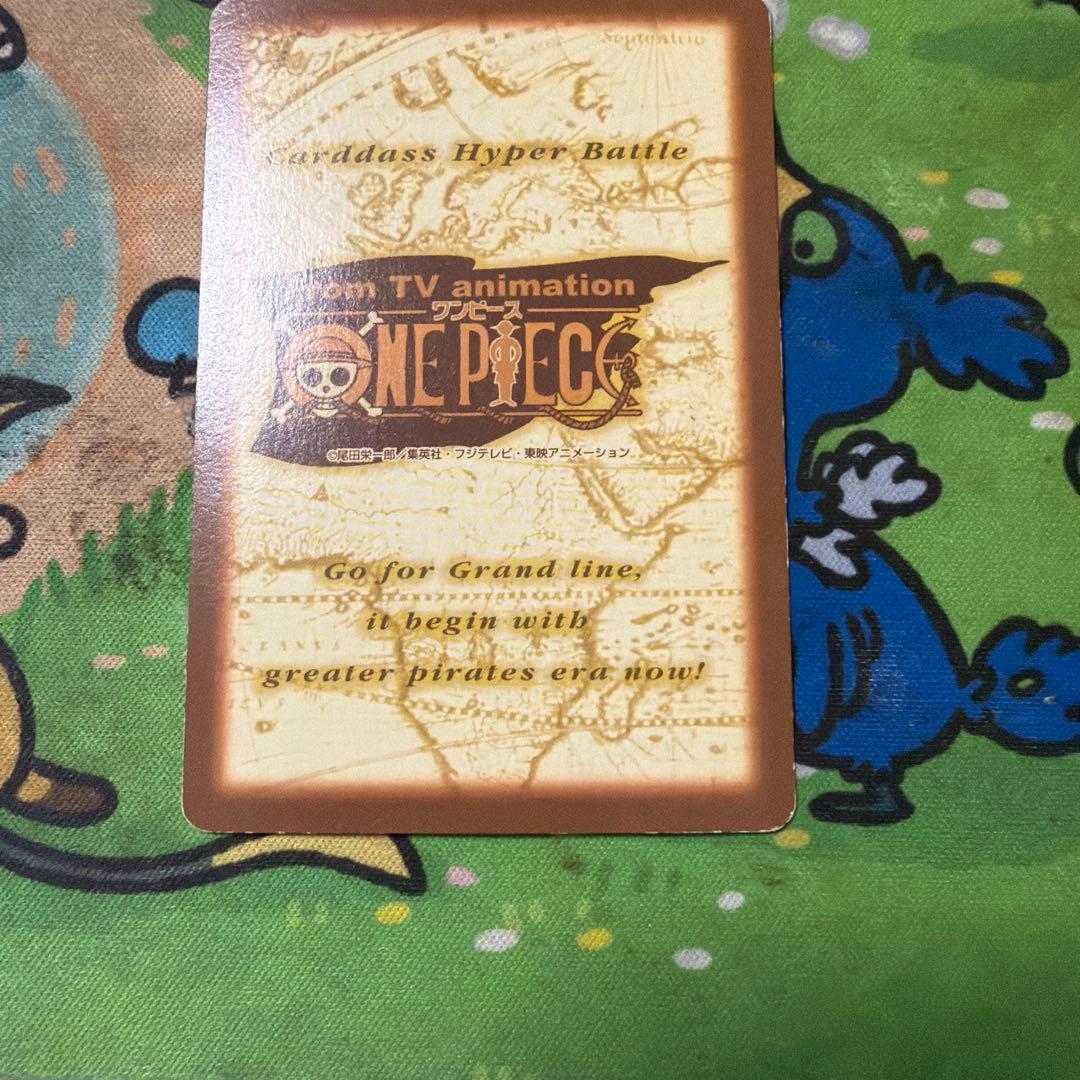 Septentrio
Carddass Hyper Battle
From TV animation
ワンピース
ONE PIECE
©尾田栄一郎／集英社・フジテレビ・東映アニメーション
Go for Grand line,
it begin with
greater pirates era now!